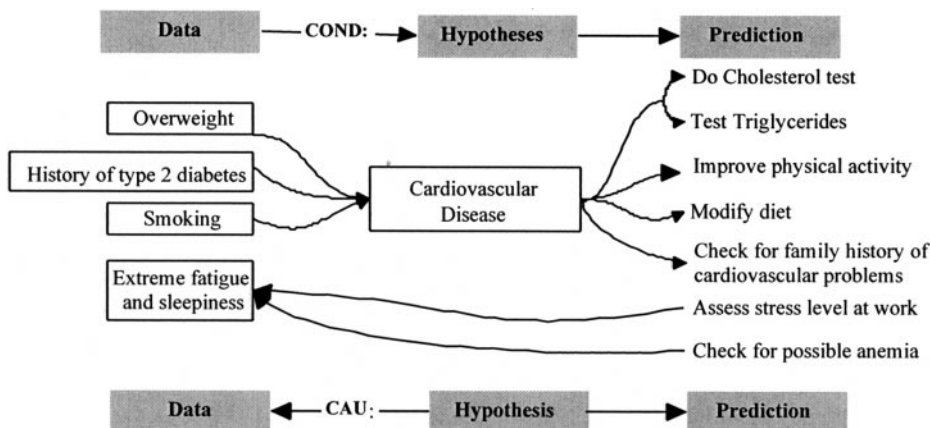 Data COND: Hypotheses Prediction
Do Cholesterol test
Overweight
Test Triglycerides
History of type 2 diabetes
Cardiovascular
Disease
Improve physical activity
Smoking
Modify diet
Check for family history of
cardiovascular problems
Extreme fatigue
and sleepiness
Assess stress level at work
Check for possible anemia
Data CAU: Hypothesis Prediction